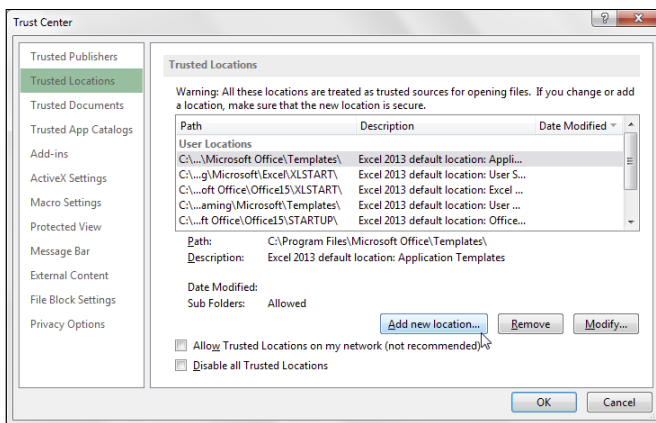 Trust Center
Trusted Publishers
Trusted Locations
Trusted Documents
Trusted App Catalogs
Add-ins
ActiveX Settings
Macro Settings
Protected View
Message Bar
External Content
File Block Settings
Privacy Options
Trusted Locations
Warning: All these locations are treated as trusted sources for opening files. If you change or add
a location, make sure that the new location is secure.
Path Description Date Modified
User Locations
C:\...\Microsoft Office\Templates\ Excel 2013 default location: Appli...
C:\...g\Microsoft\Excel\XLSTART\ Excel 2013 default location: User S...
C:\...oft Office\Office15\XLSTART\ Excel 2013 default location: Excel ...
C:\...aming\Microsoft\Templates\ Excel 2013 default location: User ...
C:\...ft Office\Office15\STARTUP\ Excel 2013 default location: Office...
Path: C:\Program Files\Microsoft Office\Templates\
Description: Excel 2013 default location: Application Templates
Date Modified:
Sub Folders: Allowed
Add new location... Remove Modify...
Allow Trusted Locations on my network (not recommended)
Disable all Trusted Locations
OK Cancel